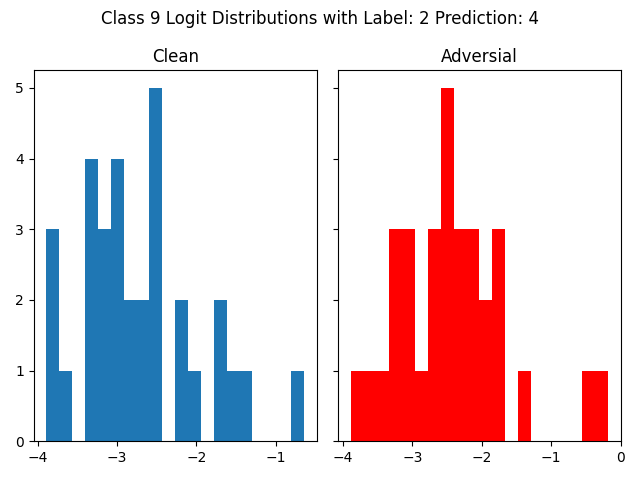 Class 9 Logit Distributions with Label: 2 Prediction: 4
Clean
Adversial
5
4
3
2
1
0
−4 −3 −2 −1
−4 −3 −2 −1 0